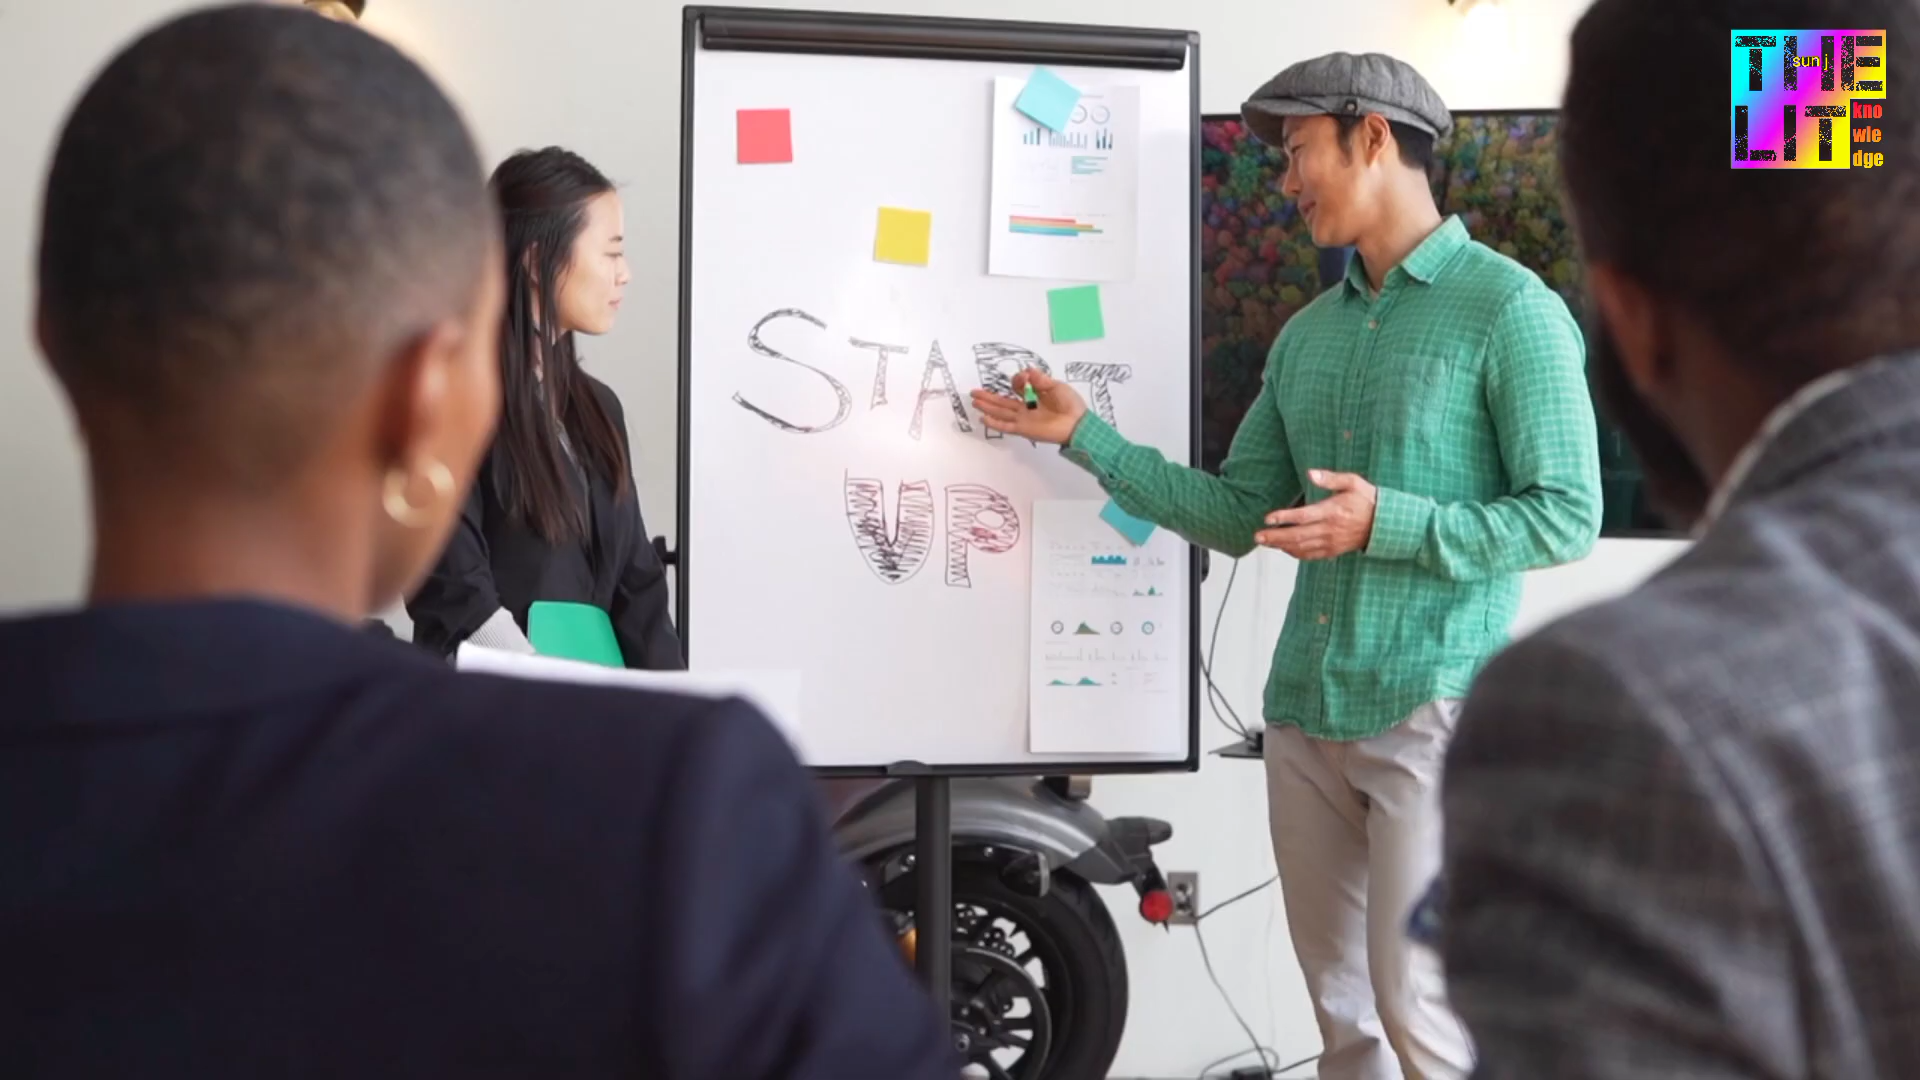 START
UP
THE
sun j
LIT
kno
wle
dge